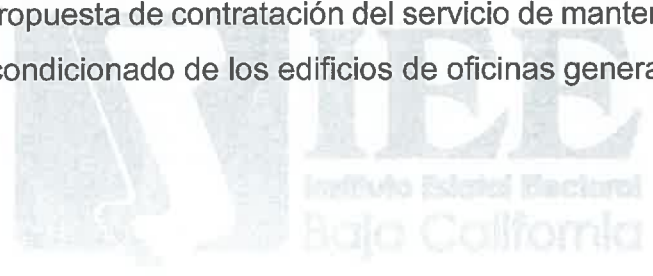 ropuesta de contratación del servicio de manter
condicionado de los edificios de oficinas genera
IEE
Instituto Estatal Electoral
Baja California